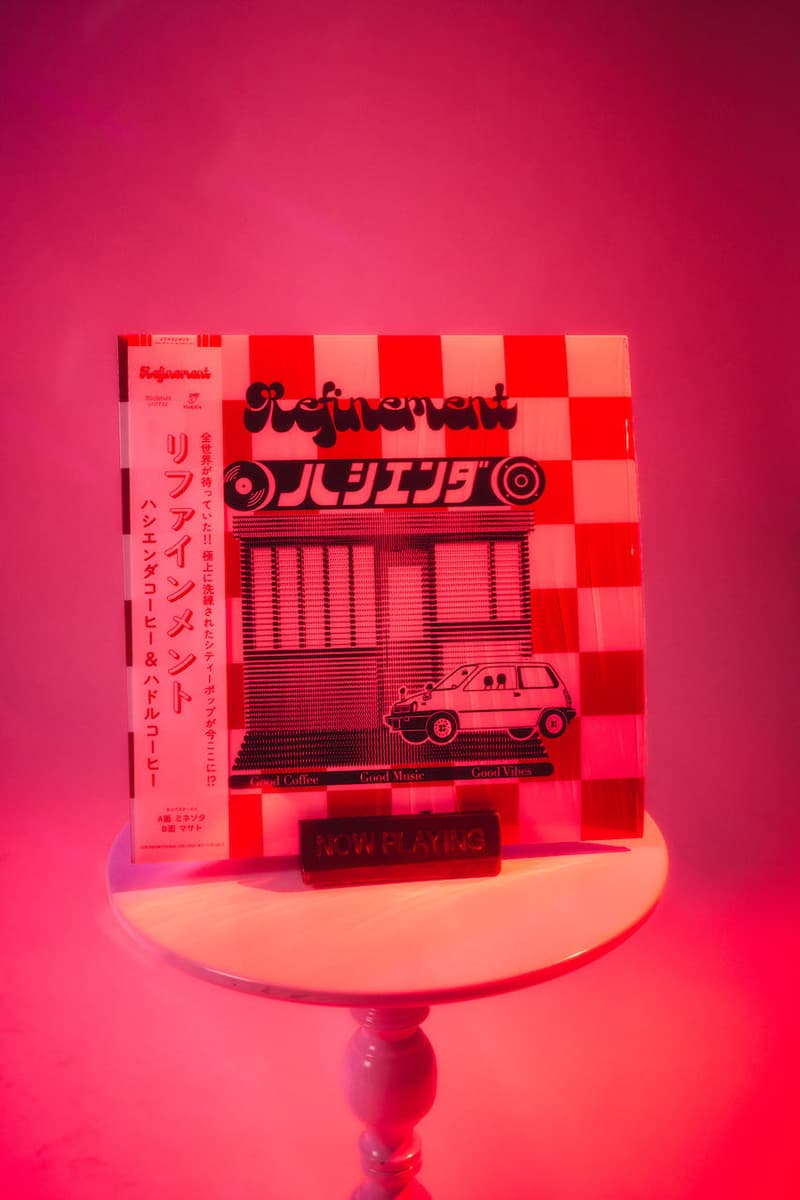 Refinement
リファインメント
ハシエンダコーヒー&ハドルコーヒー
全世界が待っていた!! 極上に洗練されたシティーポップが今ここに!?
A面 ミネソタ
B面 マサト
Refinement
ハシエンダ
Good Coffee Good Music Good Vibes
NOW PLAYING